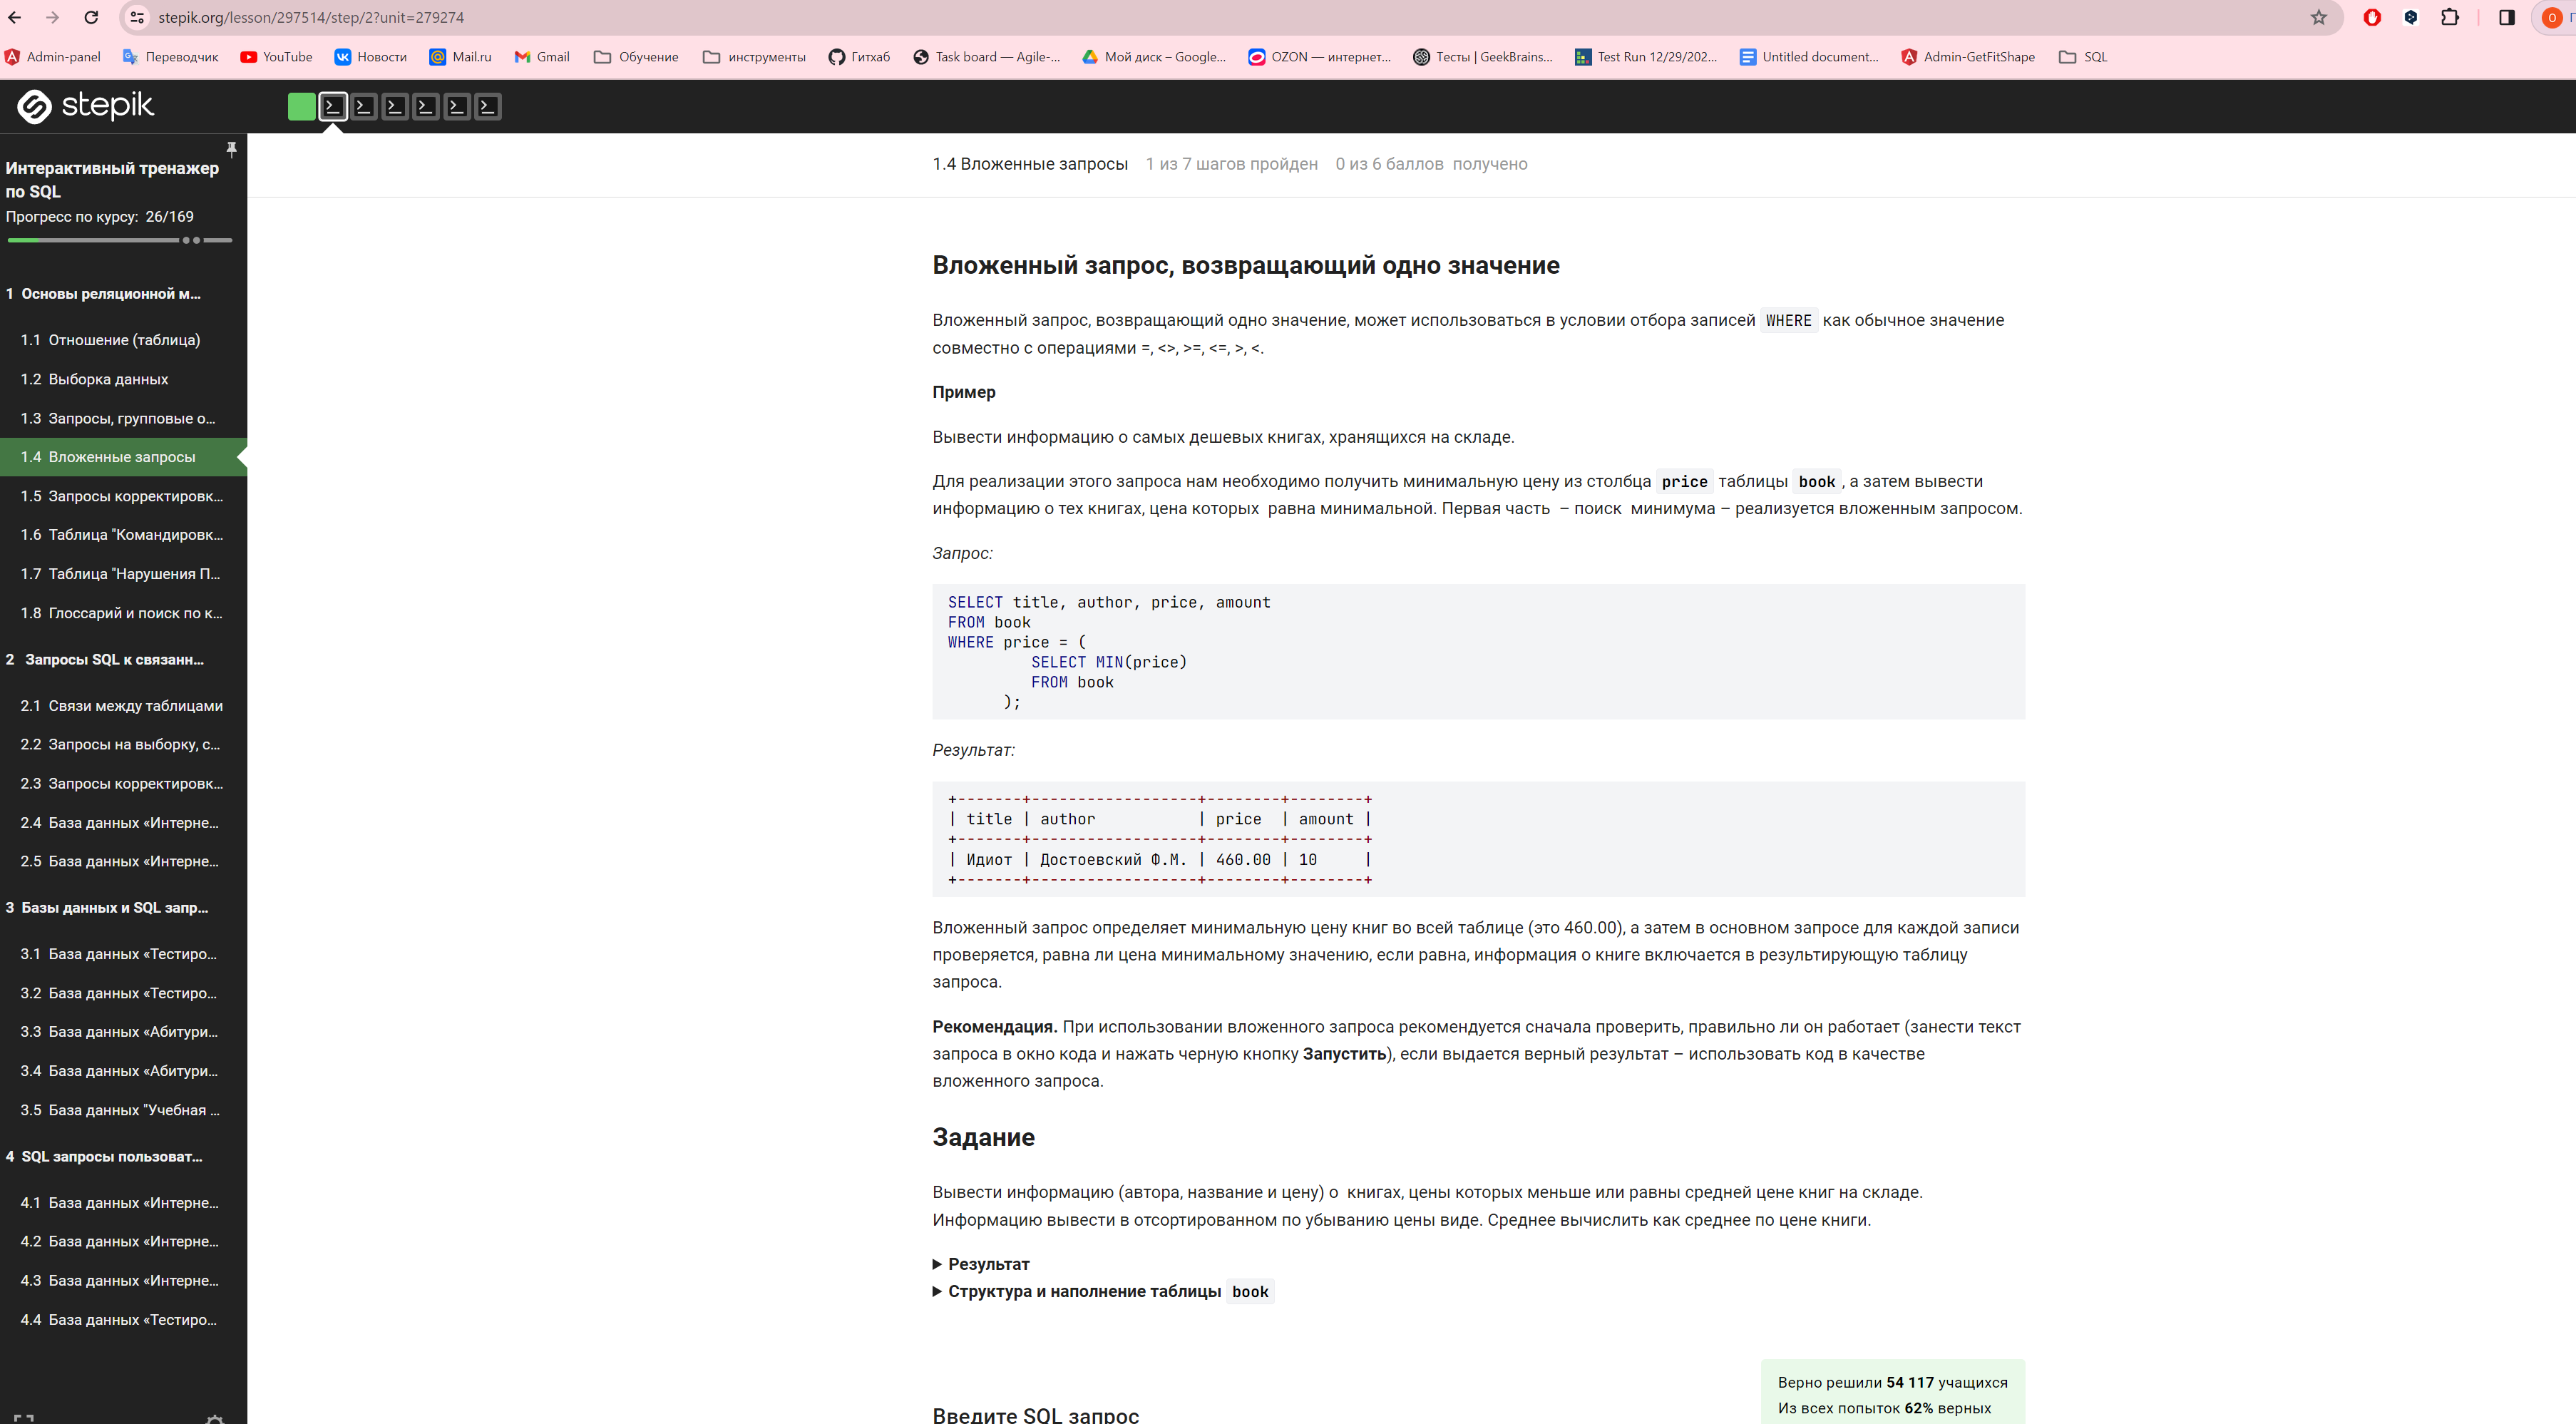 stepik.org/lesson/297514/step/2?unit=279274
Admin-panel Переводчик YouTube Новости Mail.ru Gmail Обучение инструменты Гитхаб Task board — Agile-... Мой диск – Google... OZON — интернет... Тесты | GeekBrains... Test Run 12/29/202... Untitled document... Admin-GetFitShape SQL
stepik
Интерактивный тренажер
по SQL
Прогресс по курсу: 26/169
1 Основы реляционной м...
1.1 Отношение (таблица)
1.2 Выборка данных
1.3 Запросы, групповые о...
1.4 Вложенные запросы
1.5 Запросы корректировк...
1.6 Таблица "Командировк...
1.7 Таблица "Нарушения П...
1.8 Глоссарий и поиск по к...
2 Запросы SQL к связанн...
2.1 Связи между таблицами
2.2 Запросы на выборку, с...
2.3 Запросы корректировк...
2.4 База данных «Интерне...
2.5 База данных «Интерне...
3 Базы данных и SQL запр...
3.1 База данных «Тестиро...
3.2 База данных «Тестиро...
3.3 База данных «Абитури...
3.4 База данных «Абитури...
3.5 База данных "Учебная ...
4 SQL запросы пользоват...
4.1 База данных «Интерне...
4.2 База данных «Интерне...
4.3 База данных «Интерне...
4.4 База данных «Тестиро...
1.4 Вложенные запросы 1 из 7 шагов пройден 0 из 6 баллов получено
Вложенный запрос, возвращающий одно значение
Вложенный запрос, возвращающий одно значение, может использоваться в условии отбора записей WHERE как обычное значение
совместно с операциями =, <>, >=, <=, >, <.
Пример
Вывести информацию о самых дешевых книгах, хранящихся на складе.
Для реализации этого запроса нам необходимо получить минимальную цену из столбца price таблицы book, а затем вывести
информацию о тех книгах, цена которых равна минимальной. Первая часть – поиск минимума – реализуется вложенным запросом.
Запрос:
SELECT title, author, price, amount
FROM book
WHERE price = (
SELECT MIN(price)
FROM book
);
Результат:
+-------+-----------------+--------+--------+
| title | author          | price  | amount |
+-------+-----------------+--------+--------+
| Идиот | Достоевский Ф.М. | 460.00 | 10     |
+-------+-----------------+--------+--------+
Вложенный запрос определяет минимальную цену книг во всей таблице (это 460.00), а затем в основном запросе для каждой записи
проверяется, равна ли цена минимальному значению, если равна, информация о книге включается в результирующую таблицу
запроса.
Рекомендация. При использовании вложенного запроса рекомендуется сначала проверить, правильно ли он работает (занести текст
запроса в окно кода и нажать черную кнопку Запустить), если выдается верный результат – использовать код в качестве
вложенного запроса.
Задание
Вывести информацию (автора, название и цену) о книгах, цены которых меньше или равны средней цене книг на складе.
Информацию вывести в отсортированном по убыванию цены виде. Среднее вычислить как среднее по цене книги.
Результат
Структура и наполнение таблицы book
Верно решили 54 117 учащихся
Из всех попыток 62% верных
Введите SQL запрос